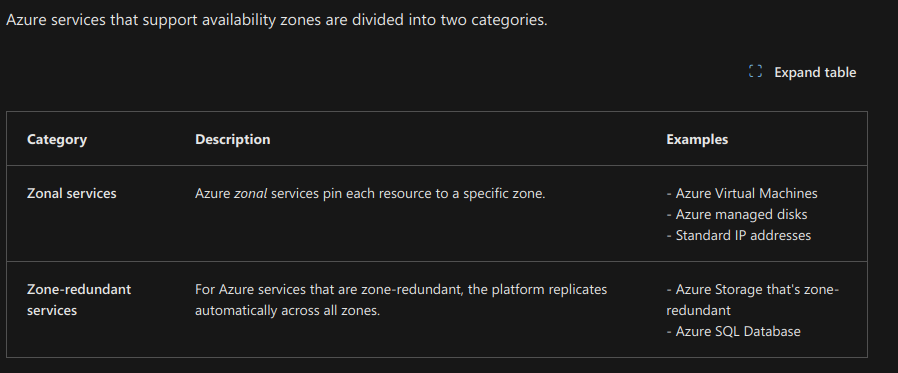 Azure services that support availability zones are divided into two categories.
Expand table
Category Description Examples
Zonal services Azure zonal services pin each resource to a specific zone. - Azure Virtual Machines
- Azure managed disks
- Standard IP addresses
Zone-redundant For Azure services that are zone-redundant, the platform replicates - Azure Storage that's zone-
services automatically across all zones. redundant
- Azure SQL Database